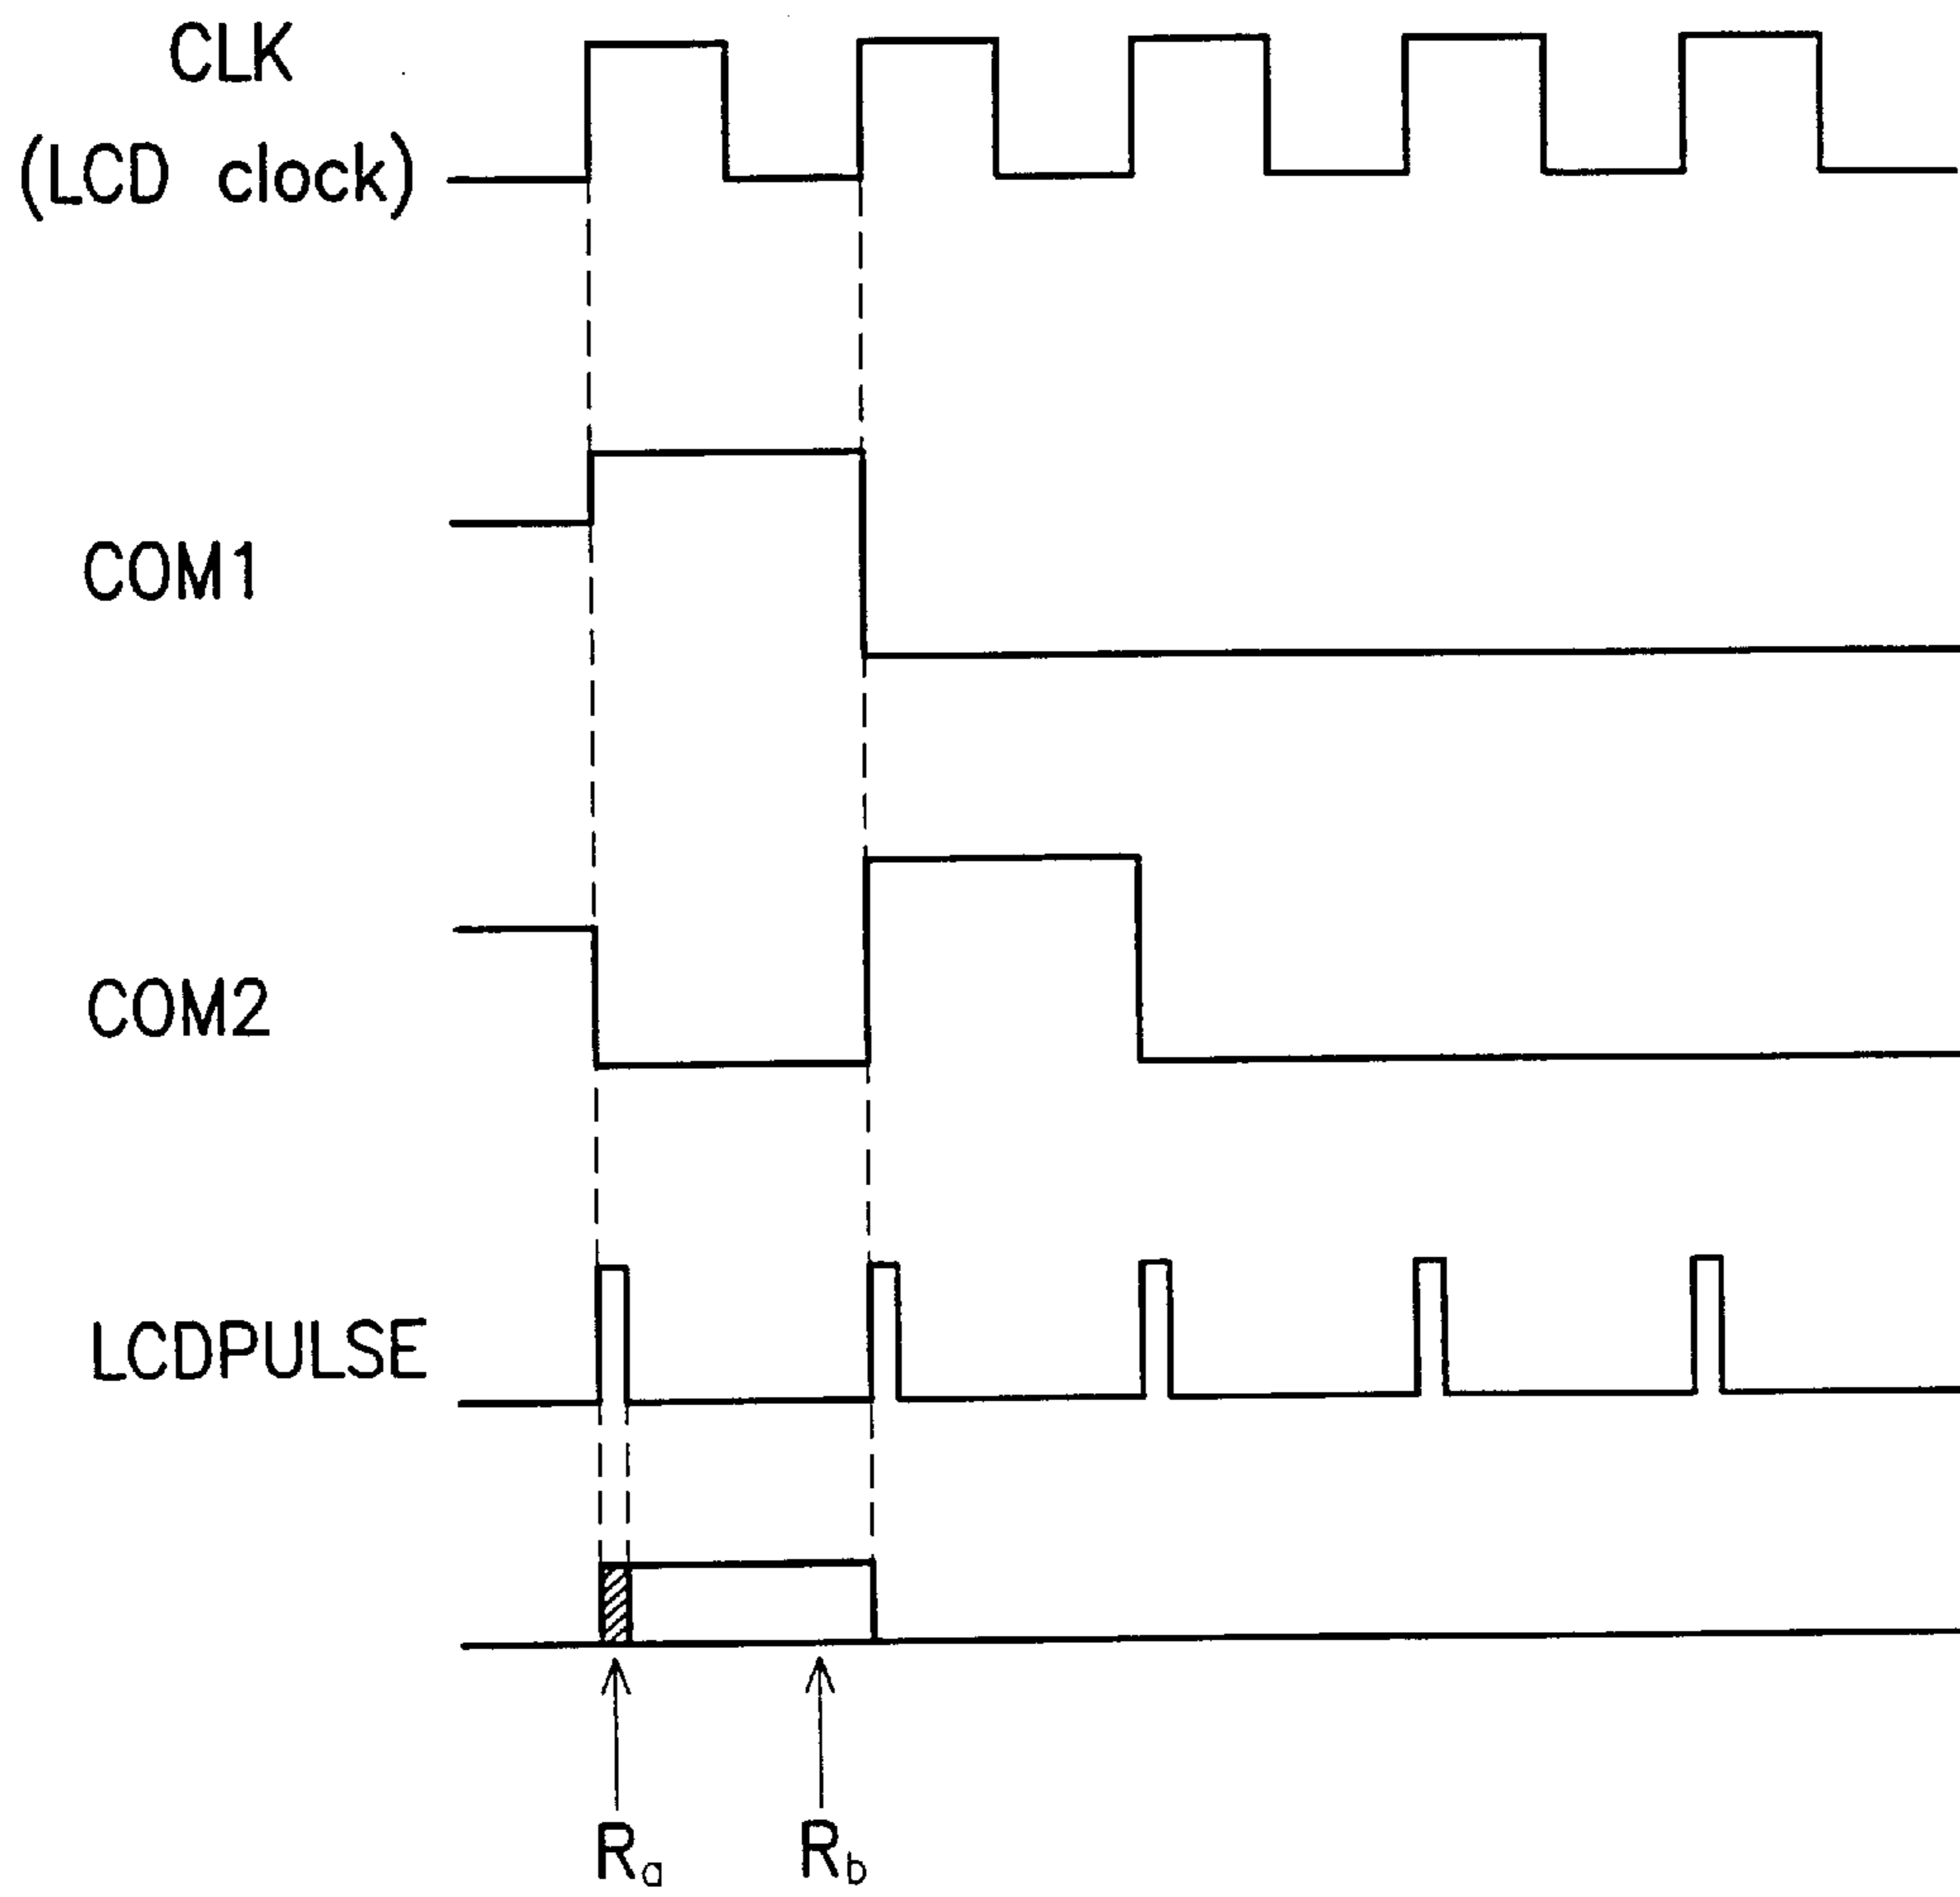 CLK
(LCD clock)
COM1
COM2
LCDPULSE
Ra
Rb